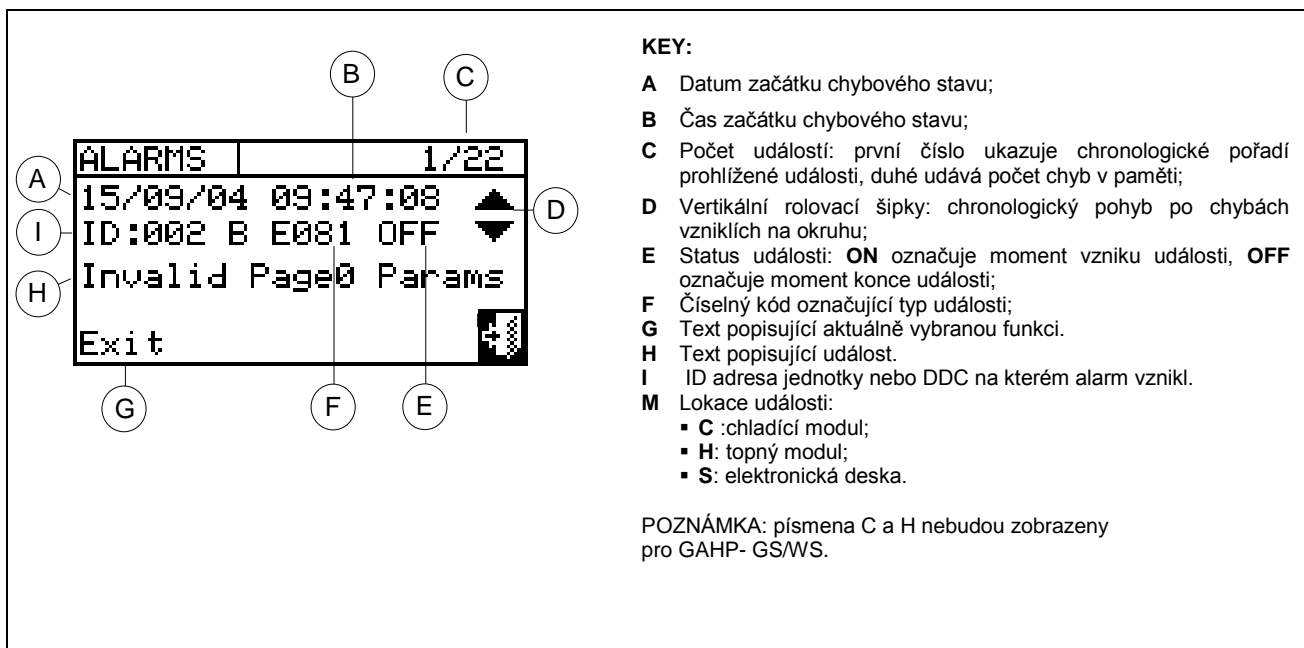 B
C
A
I
H
D
G
F
E
ALARMS 1/22
15/09/04 09:47:08
ID:002 B E081 OFF
Invalid Page0 Params
Exit
KEY:
A Datum začátku chybového stavu;
B Čas začátku chybového stavu;
C Počet událostí: první číslo ukazuje chronologické pořadí
prohlížené události, duhé udává počet chyb v paměti;
D Vertikální rolovací šipky: chronologický pohyb po chybách
vzniklích na okruhu;
E Status události: ON označuje moment vzniku události, OFF
označuje moment konce události;
F Číselný kód označující typ události;
G Text popisující aktuálně vybranou funkci.
H Text popisující událost.
I ID adresa jednotky nebo DDC na kterém alarm vznikl.
M Lokace události:
▪ C :chladící modul;
▪ H: topný modul;
▪ S: elektronická deska.
POZNÁMKA: písmena C a H nebudou zobrazeny
pro GAHP- GS/WS.